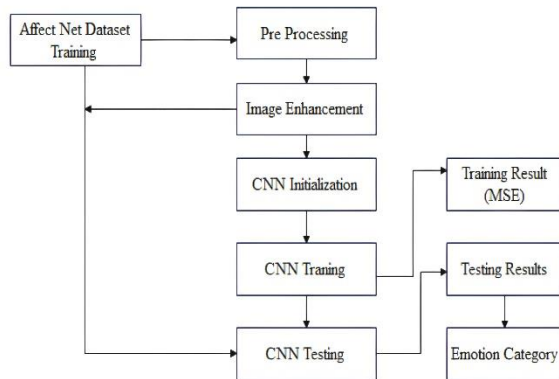 Affect Net Dataset
Training
Pre Processing
Image Enhancement
CNN Initialization
Training Result
(MSE)
CNN Traning
Testing Results
CNN Testing
Emotion Category